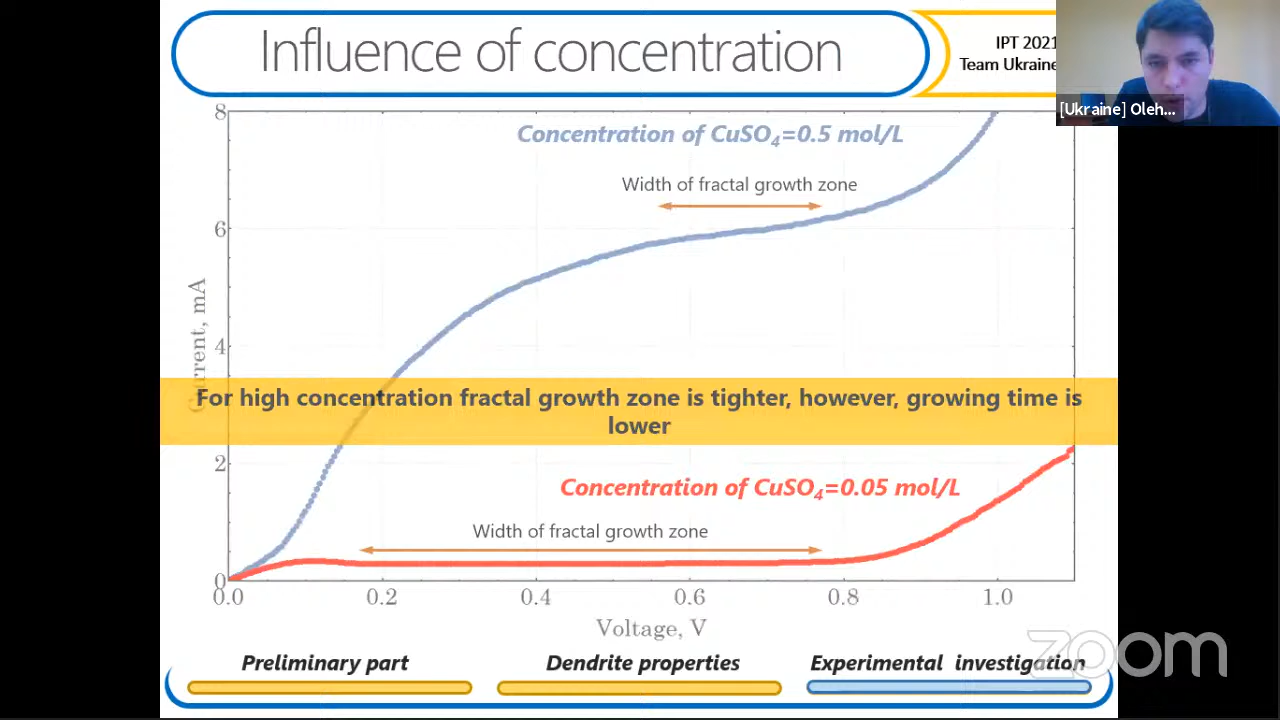 Influence of concentration
IPT 2021
Team Ukraine
[Ukraine] Oleh...
8
Concentration of CuSO₄=0.5 mol/L
Width of fractal growth zone
6
Current, mA
4
For high concentration fractal growth zone is tighter, however, growing time is
lower
2
Concentration of CuSO₄=0.05 mol/L
Width of fractal growth zone
0
0.0 0.2 0.4 0.6 0.8 1.0
Voltage, V
zoom
Preliminary part Dendrite properties Experimental investigation